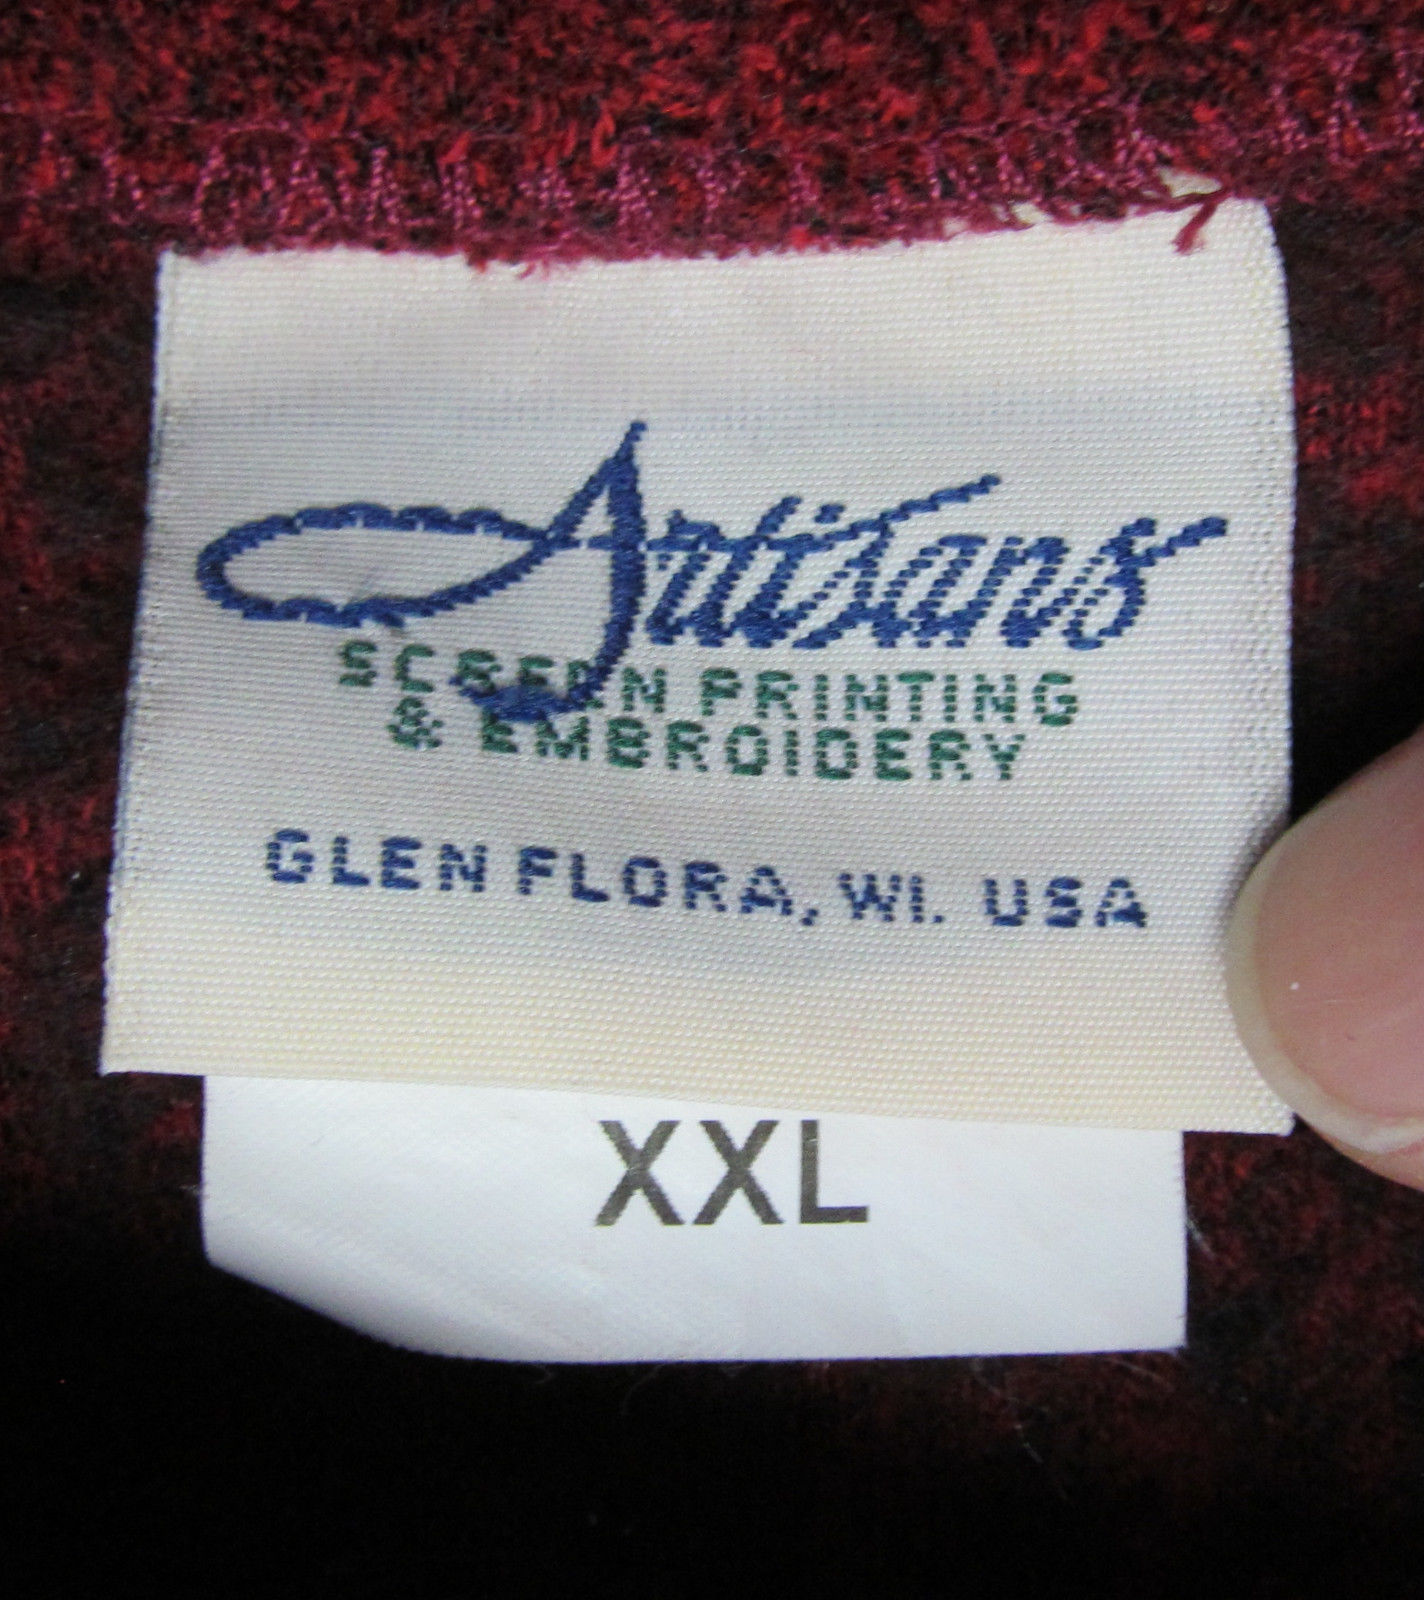 Artisans
SCREEN PRINTING
& EMBROIDERY
GLEN FLORA, WI. USA
XXL